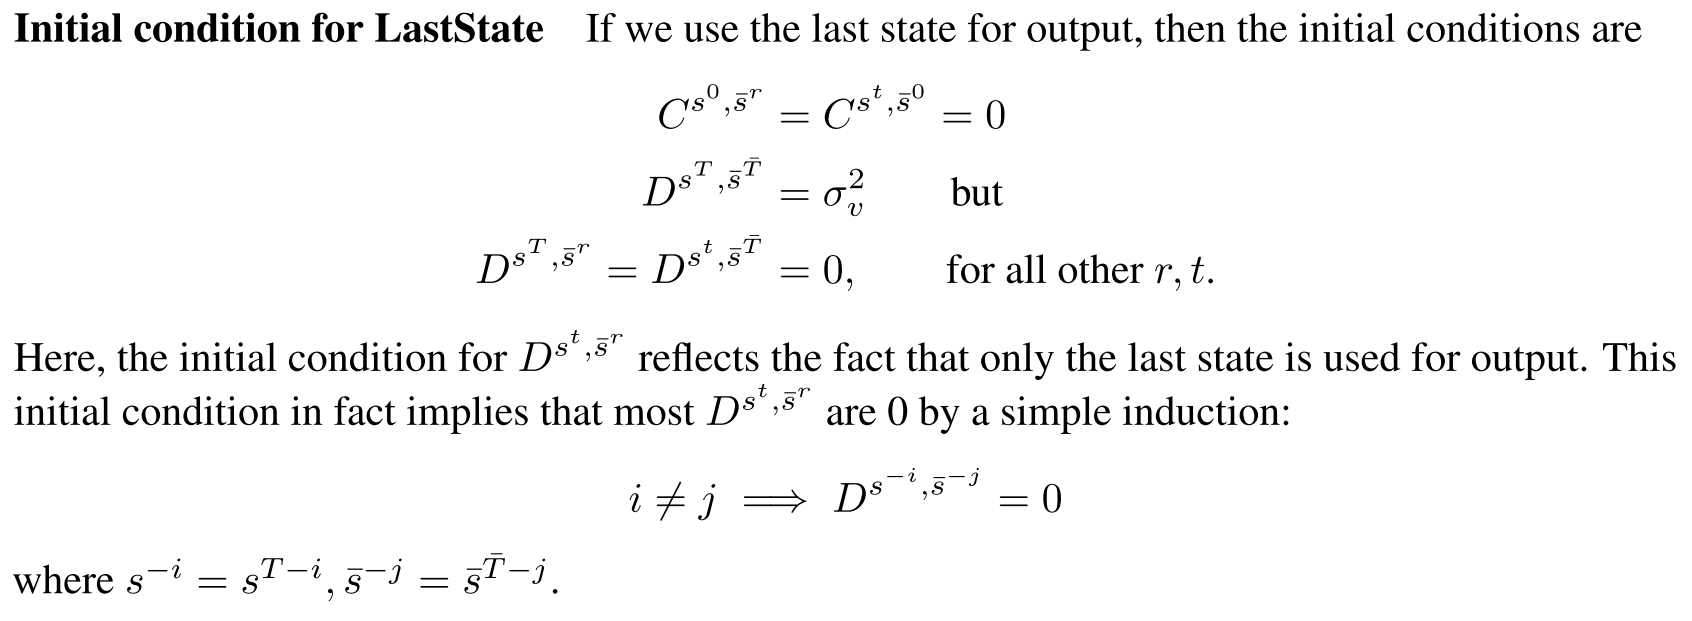 Initial condition for LastState If we use the last state for output, then the initial conditions are
$C^{s^0,\bar{s}^r} = C^{s^t,\bar{s}^0} = 0$
$D^{s^T,\bar{s}^{\bar{T}}} = \sigma_v^2$ but
$D^{s^T,\bar{s}^r} = D^{s^t,\bar{s}^{\bar{T}}} = 0,$ for all other $r, t.$
Here, the initial condition for $D^{s^t,\bar{s}^r}$ reflects the fact that only the last state is used for output. This
initial condition in fact implies that most $D^{s^t,\bar{s}^r}$ are 0 by a simple induction:
$i \neq j \implies D^{s^{-i},\bar{s}^{-j}} = 0$
where $s^{-i} = s^{T-i}, \bar{s}^{-j} = \bar{s}^{\bar{T}-j}.$